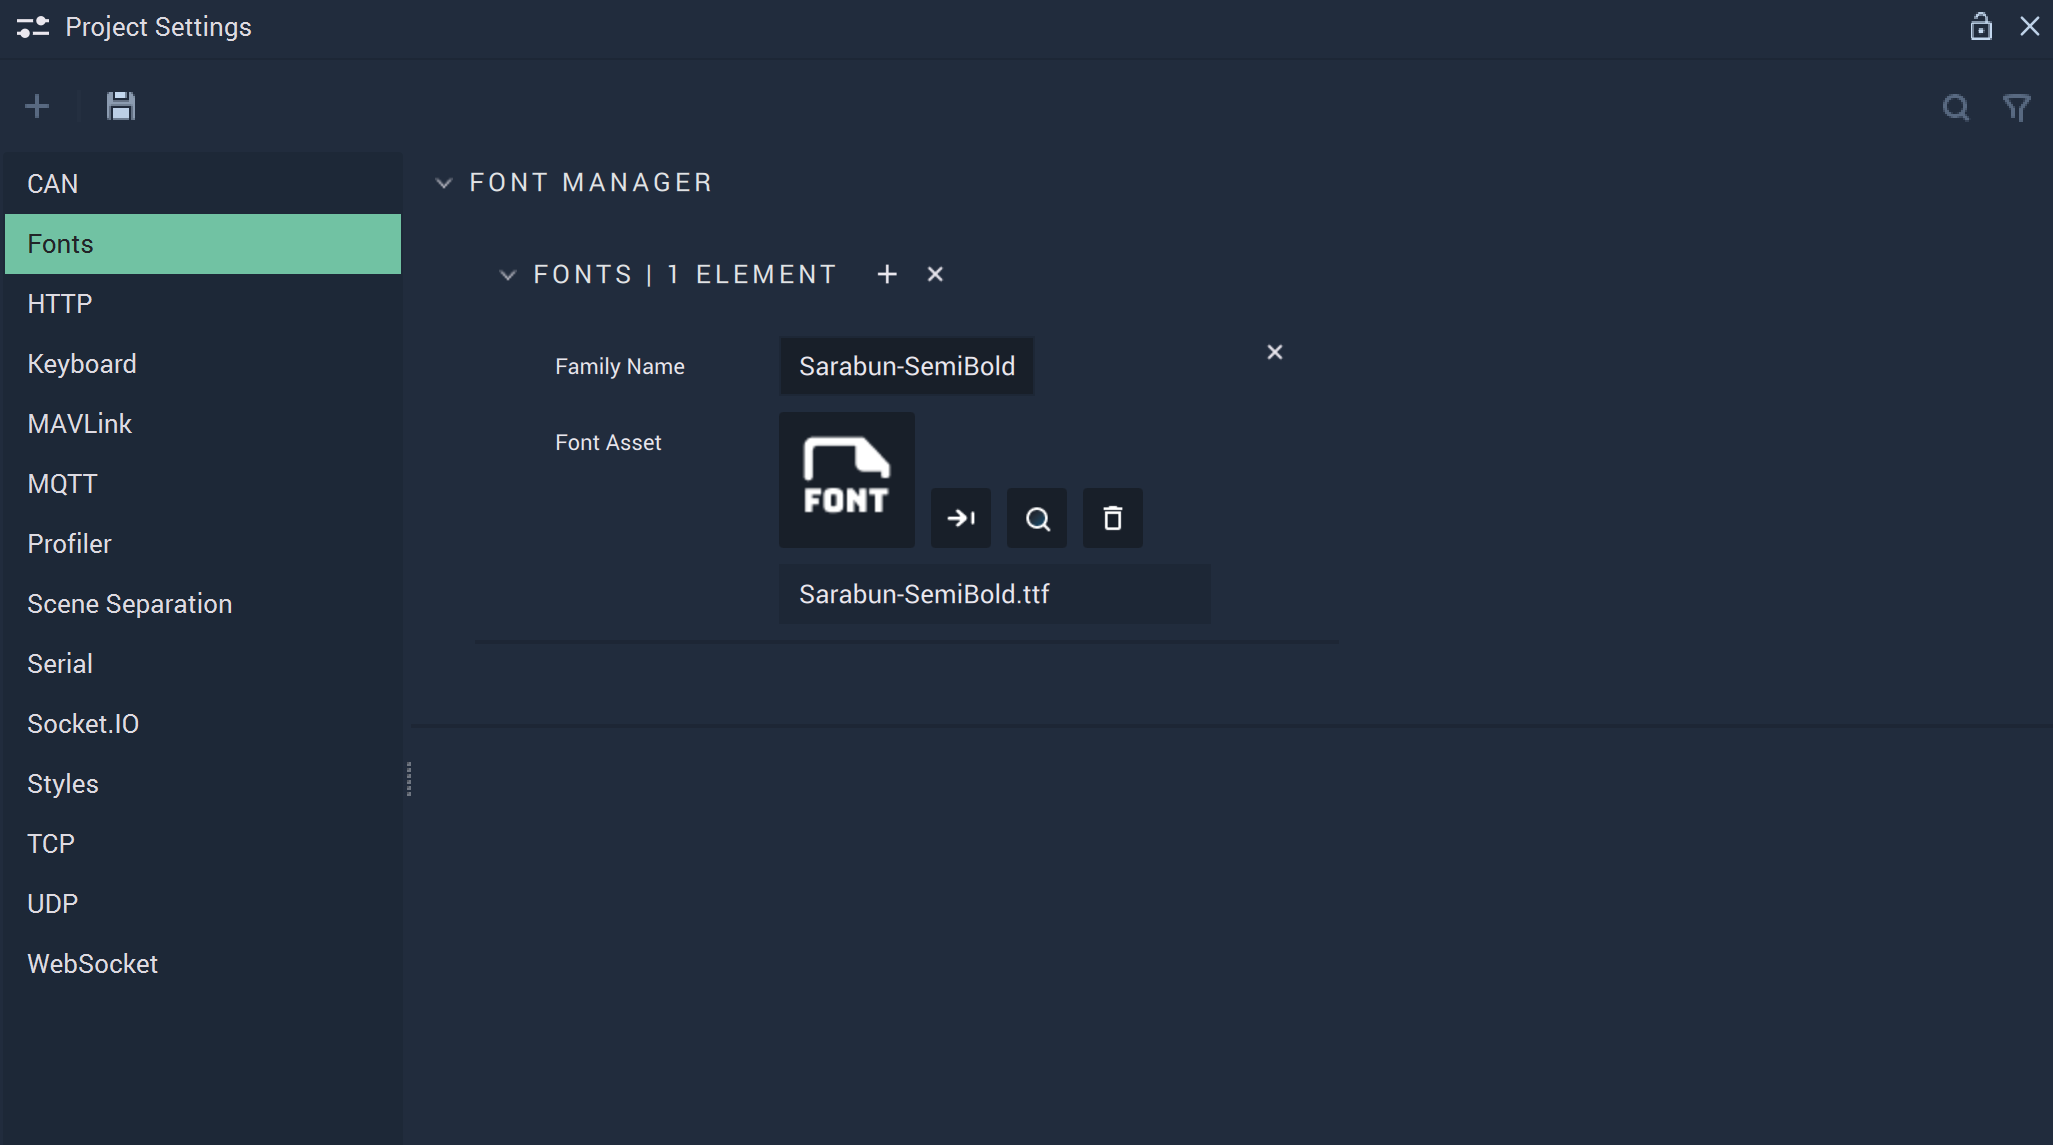 Project Settings
CAN
Fonts
HTTP
Keyboard
MAVLink
MQTT
Profiler
Scene Separation
Serial
Socket.IO
Styles
TCP
UDP
WebSocket
FONT MANAGER
FONTS | 1 ELEMENT
Family Name
Sarabun-SemiBold
Font Asset
FONT
Sarabun-SemiBold.ttf